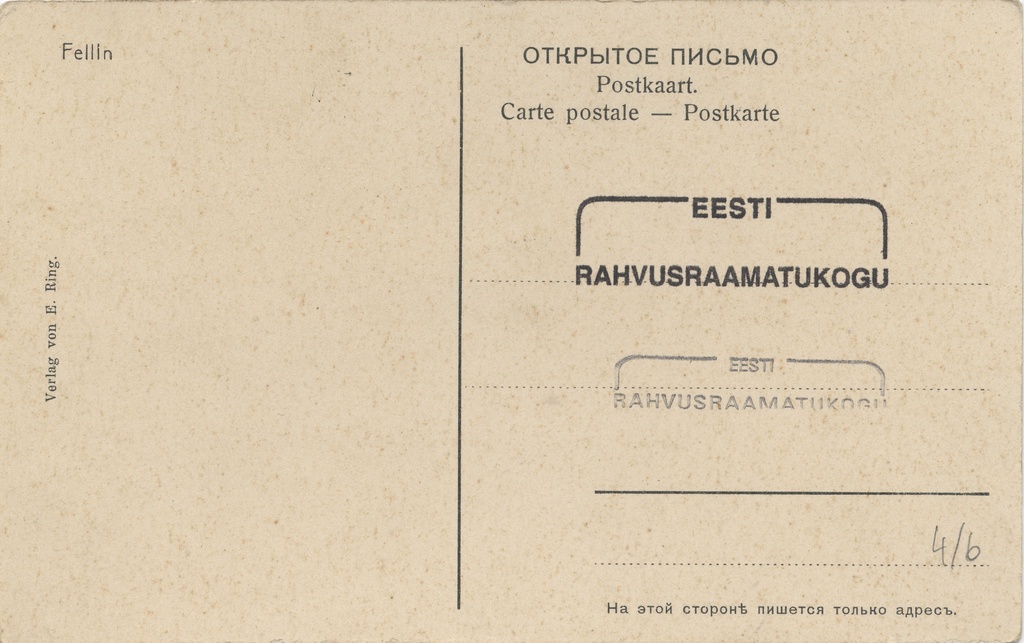 Fellin
Verlag von E. Ring.
ОТКРЫТОЕ ПИСЬМО
Postkaart.
Carte postale — Postkarte
EESTI
RAHVUSRAAMATUKOGU
EESTI
RAHVUSRAAMATUKOGU
4/6
На этой сторонѣ пишется только адресъ.